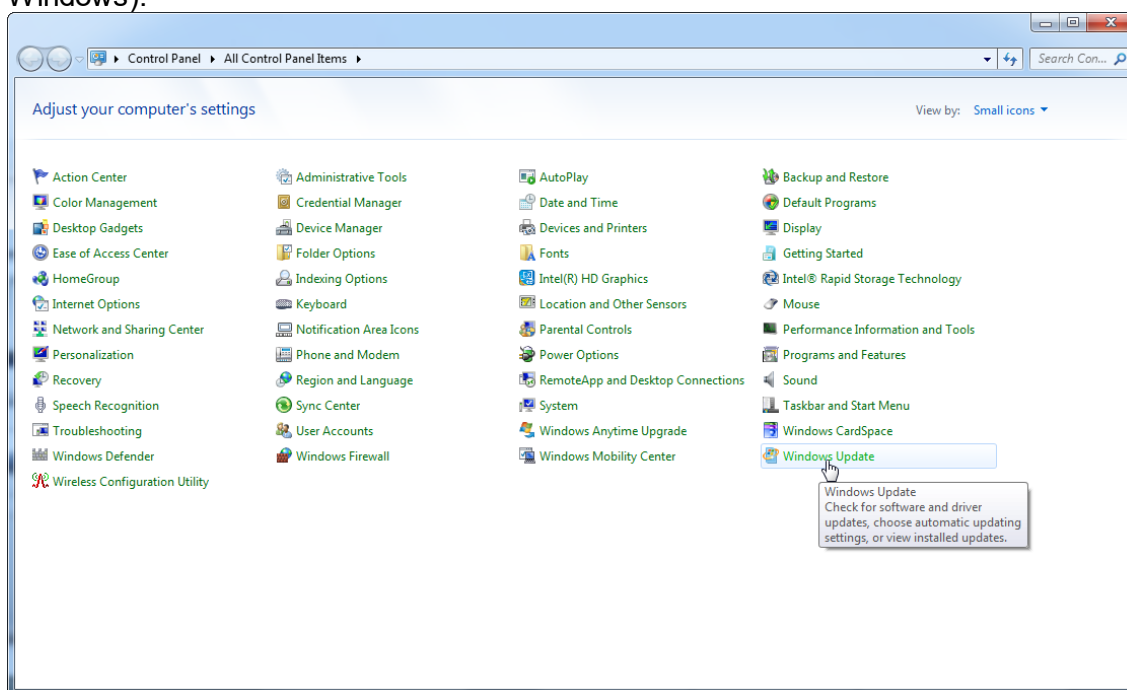 Windows).
Control Panel ▸ All Control Panel Items ▸ Search Con...
Adjust your computer's settings View by: Small icons
Action Center Administrative Tools AutoPlay Backup and Restore
Color Management Credential Manager Date and Time Default Programs
Desktop Gadgets Device Manager Devices and Printers Display
Ease of Access Center Folder Options Fonts Getting Started
HomeGroup Indexing Options Intel(R) HD Graphics Intel® Rapid Storage Technology
Internet Options Keyboard Location and Other Sensors Mouse
Network and Sharing Center Notification Area Icons Parental Controls Performance Information and Tools
Personalization Phone and Modem Power Options Programs and Features
Recovery Region and Language RemoteApp and Desktop Connections Sound
Speech Recognition Sync Center System Taskbar and Start Menu
Troubleshooting User Accounts Windows Anytime Upgrade Windows CardSpace
Windows Defender Windows Firewall Windows Mobility Center Windows Update
Wireless Configuration Utility
Windows Update
Check for software and driver
updates, choose automatic updating
settings, or view installed updates.